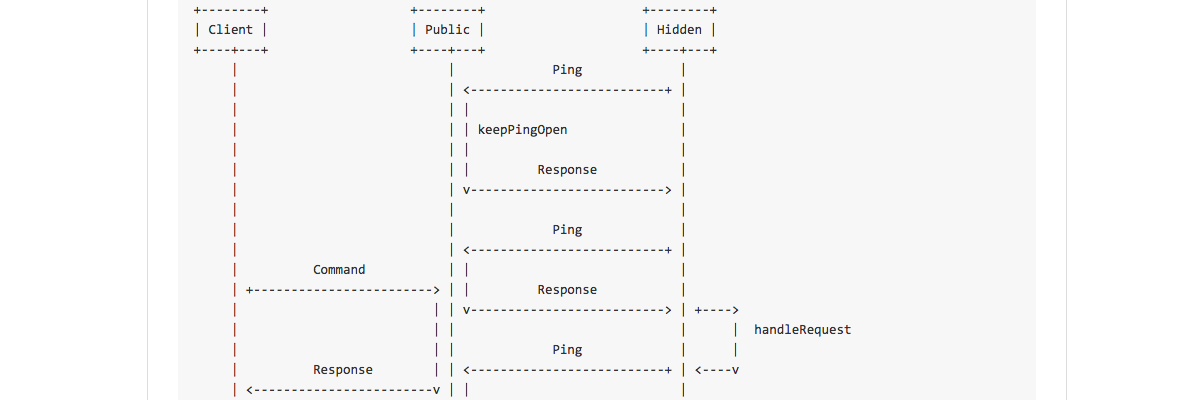 +--------+                   +--------+                     +--------+
| Client |                   | Public |                     | Hidden |
+----+---+                   +----+---+                     +----+---+
     |                            |             Ping             |
     |                            | <--------------------------+ |
     |                            | |                            |
     |                            | | keepPingOpen               |
     |                            | |                            |
     |                            | |         Response           |
     |                            | v--------------------------> |
     |                            |                              |
     |                            |             Ping             |
     |                            | <--------------------------+ |
     |          Command           | |                            |
     | +------------------------> | |         Response           |
     |                          | | v--------------------------> | +---->
     |                          | |                              |      |  handleRequest
     |                          | |             Ping             |      |
     |          Response        | | <--------------------------+ | <----v
     | <------------------------v | |                            |